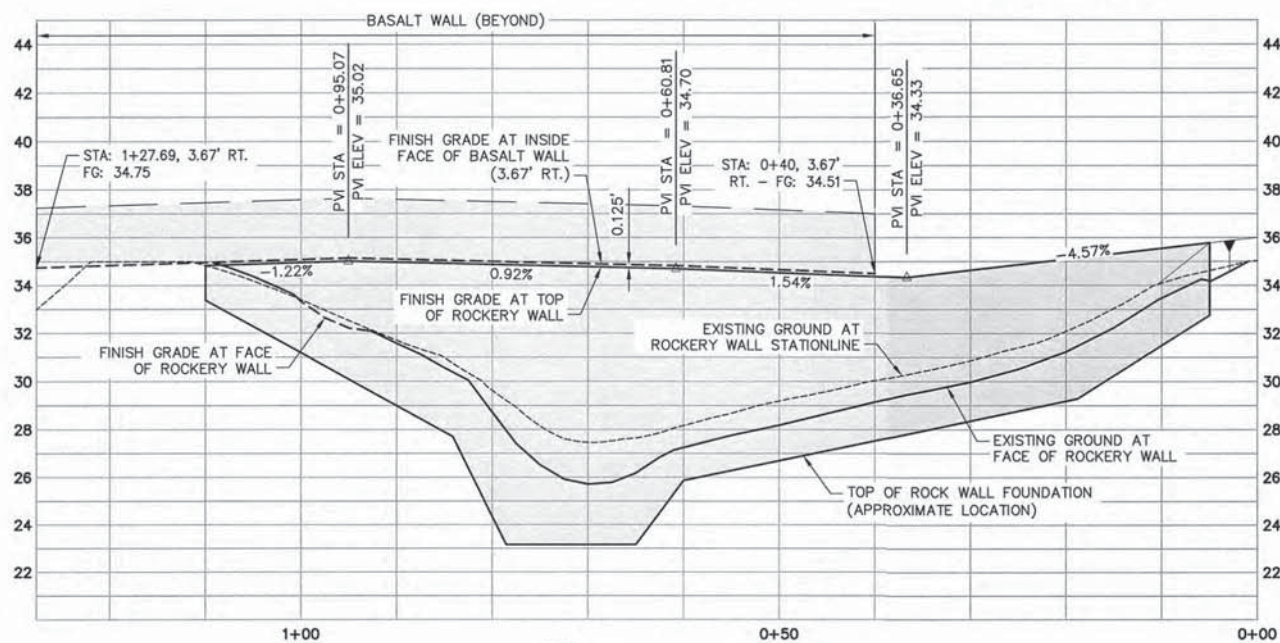 BASALT WALL (BEYOND)
44
42
40
38
36
34
32
30
28
26
24
22
44
42
40
38
36
34
32
30
28
26
24
22
PVI STA = 0+95.07
PVI ELEV = 35.02
PVI STA = 0+60.81
PVI ELEV = 34.70
PVI STA = 0+36.65
PVI ELEV = 34.33
STA: 1+27.69, 3.67' RT.
FG: 34.75
FINISH GRADE AT INSIDE
FACE OF BASALT WALL
(3.67' RT.)
0.125'
STA: 0+40, 3.67'
RT. - FG: 34.51
-1.22%
0.92%
1.54%
-4.57%
FINISH GRADE AT TOP
OF ROCKERY WALL
FINISH GRADE AT FACE
OF ROCKERY WALL
EXISTING GROUND AT
ROCKERY WALL STATIONLINE
EXISTING GROUND AT
FACE OF ROCKERY WALL
TOP OF ROCK WALL FOUNDATION
(APPROXIMATE LOCATION)
1+00
0+50
0+00